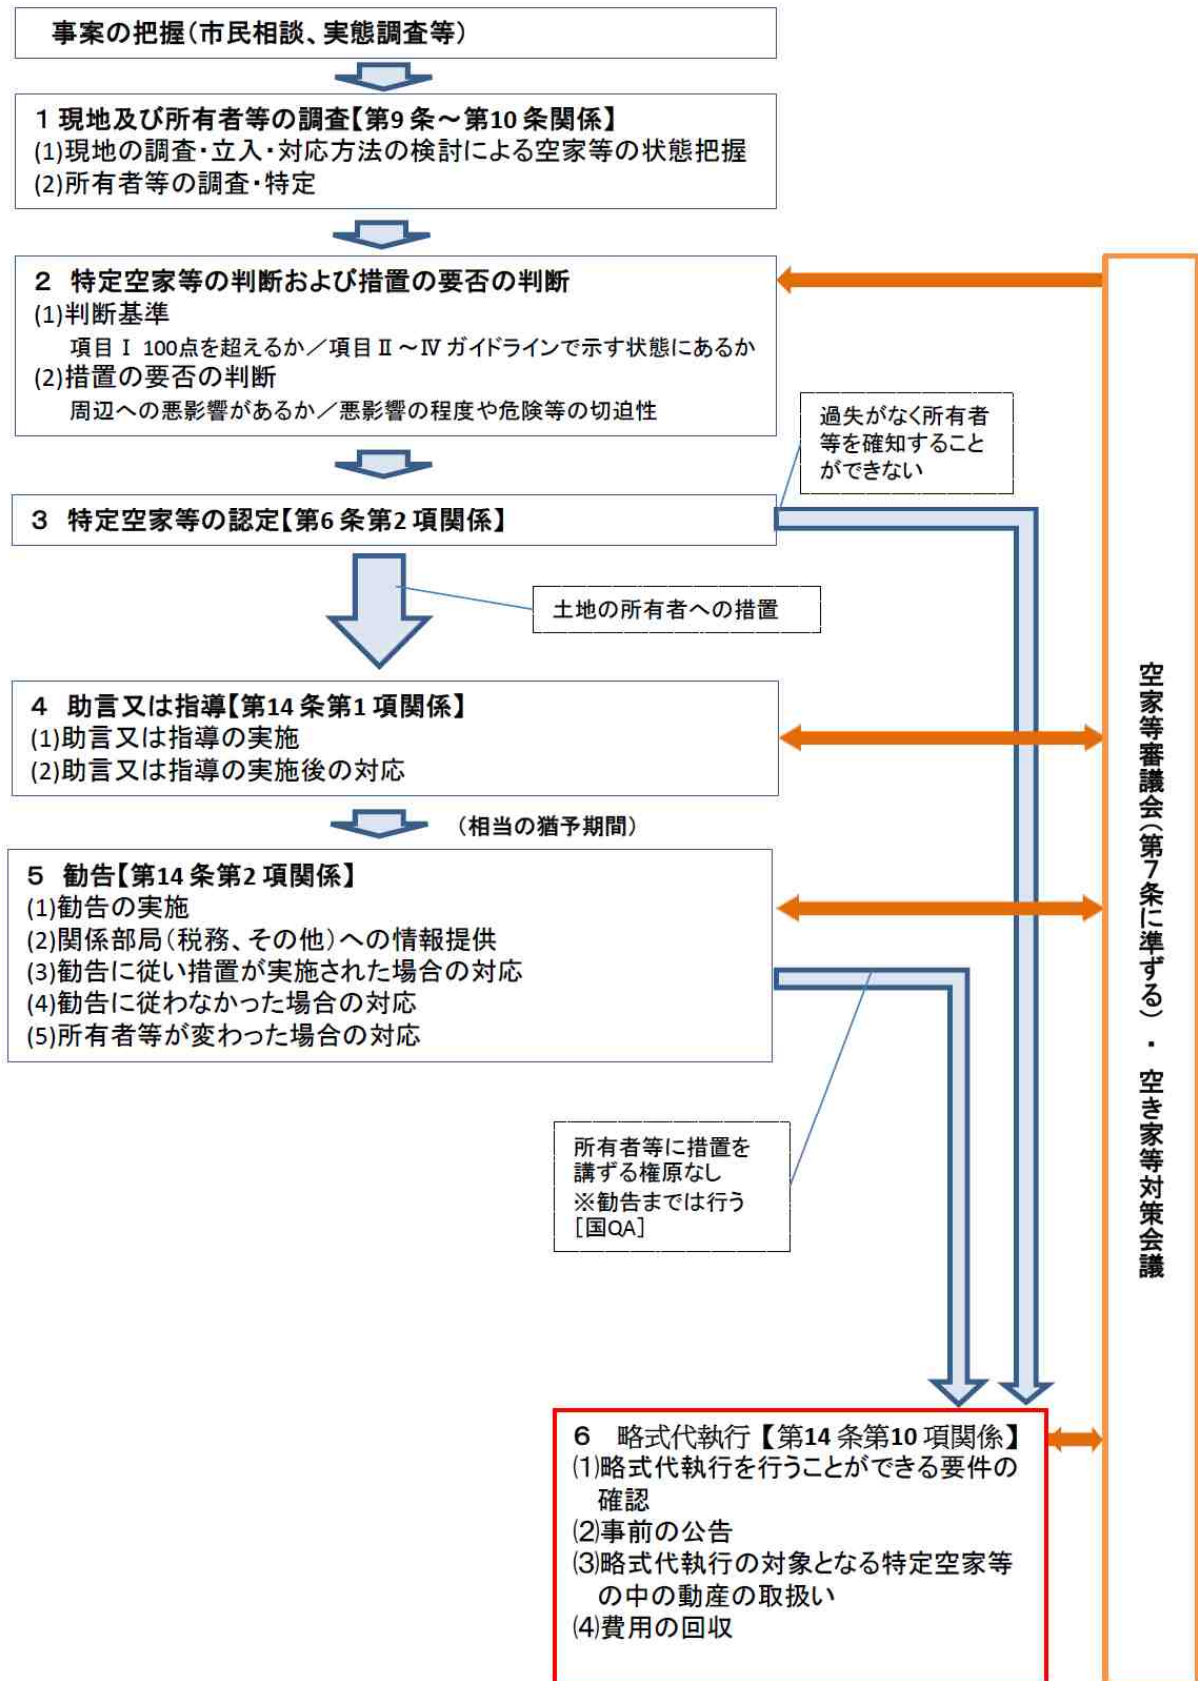 事案の把握(市民相談、実態調査等)
1 現地及び所有者等の調査【第9 条～第10 条関係】
(1)現地の調査・立入・対応方法の検討による空家等の状態把握
(2)所有者等の調査・特定
2 特定空家等の判断および措置の要否の判断
(1)判断基準
項目Ⅰ 100点を超えるか／項目Ⅱ～Ⅳガイドラインで示す状態にあるか
(2)措置の要否の判断
周辺への悪影響があるか／悪影響の程度や危険等の切迫性
過失がなく所有者
等を確知すること
ができない
3 特定空家等の認定【第6 条第2 項関係】
土地の所有者への措置
4 助言又は指導【第14 条第1 項関係】
(1)助言又は指導の実施
(2)助言又は指導の実施後の対応
(相当の猶予期間)
5 勧告【第14 条第2 項関係】
(1)勧告の実施
(2)関係部局(税務、その他)への情報提供
(3)勧告に従い措置が実施された場合の対応
(4)勧告に従わなかった場合の対応
(5)所有者等が変わった場合の対応
所有者等に措置を
講ずる権原なし
※勧告までは行う
[国QA]
6 略式代執行【第14 条第10 項関係】
⑴略式代執行を行うことができる要件の
確認
⑵事前の公告
⑶略式代執行の対象となる特定空家等
の中の動産の取扱い
⑷費用の回収
空家等審議会(第7条に準ずる)・空き家等対策会議